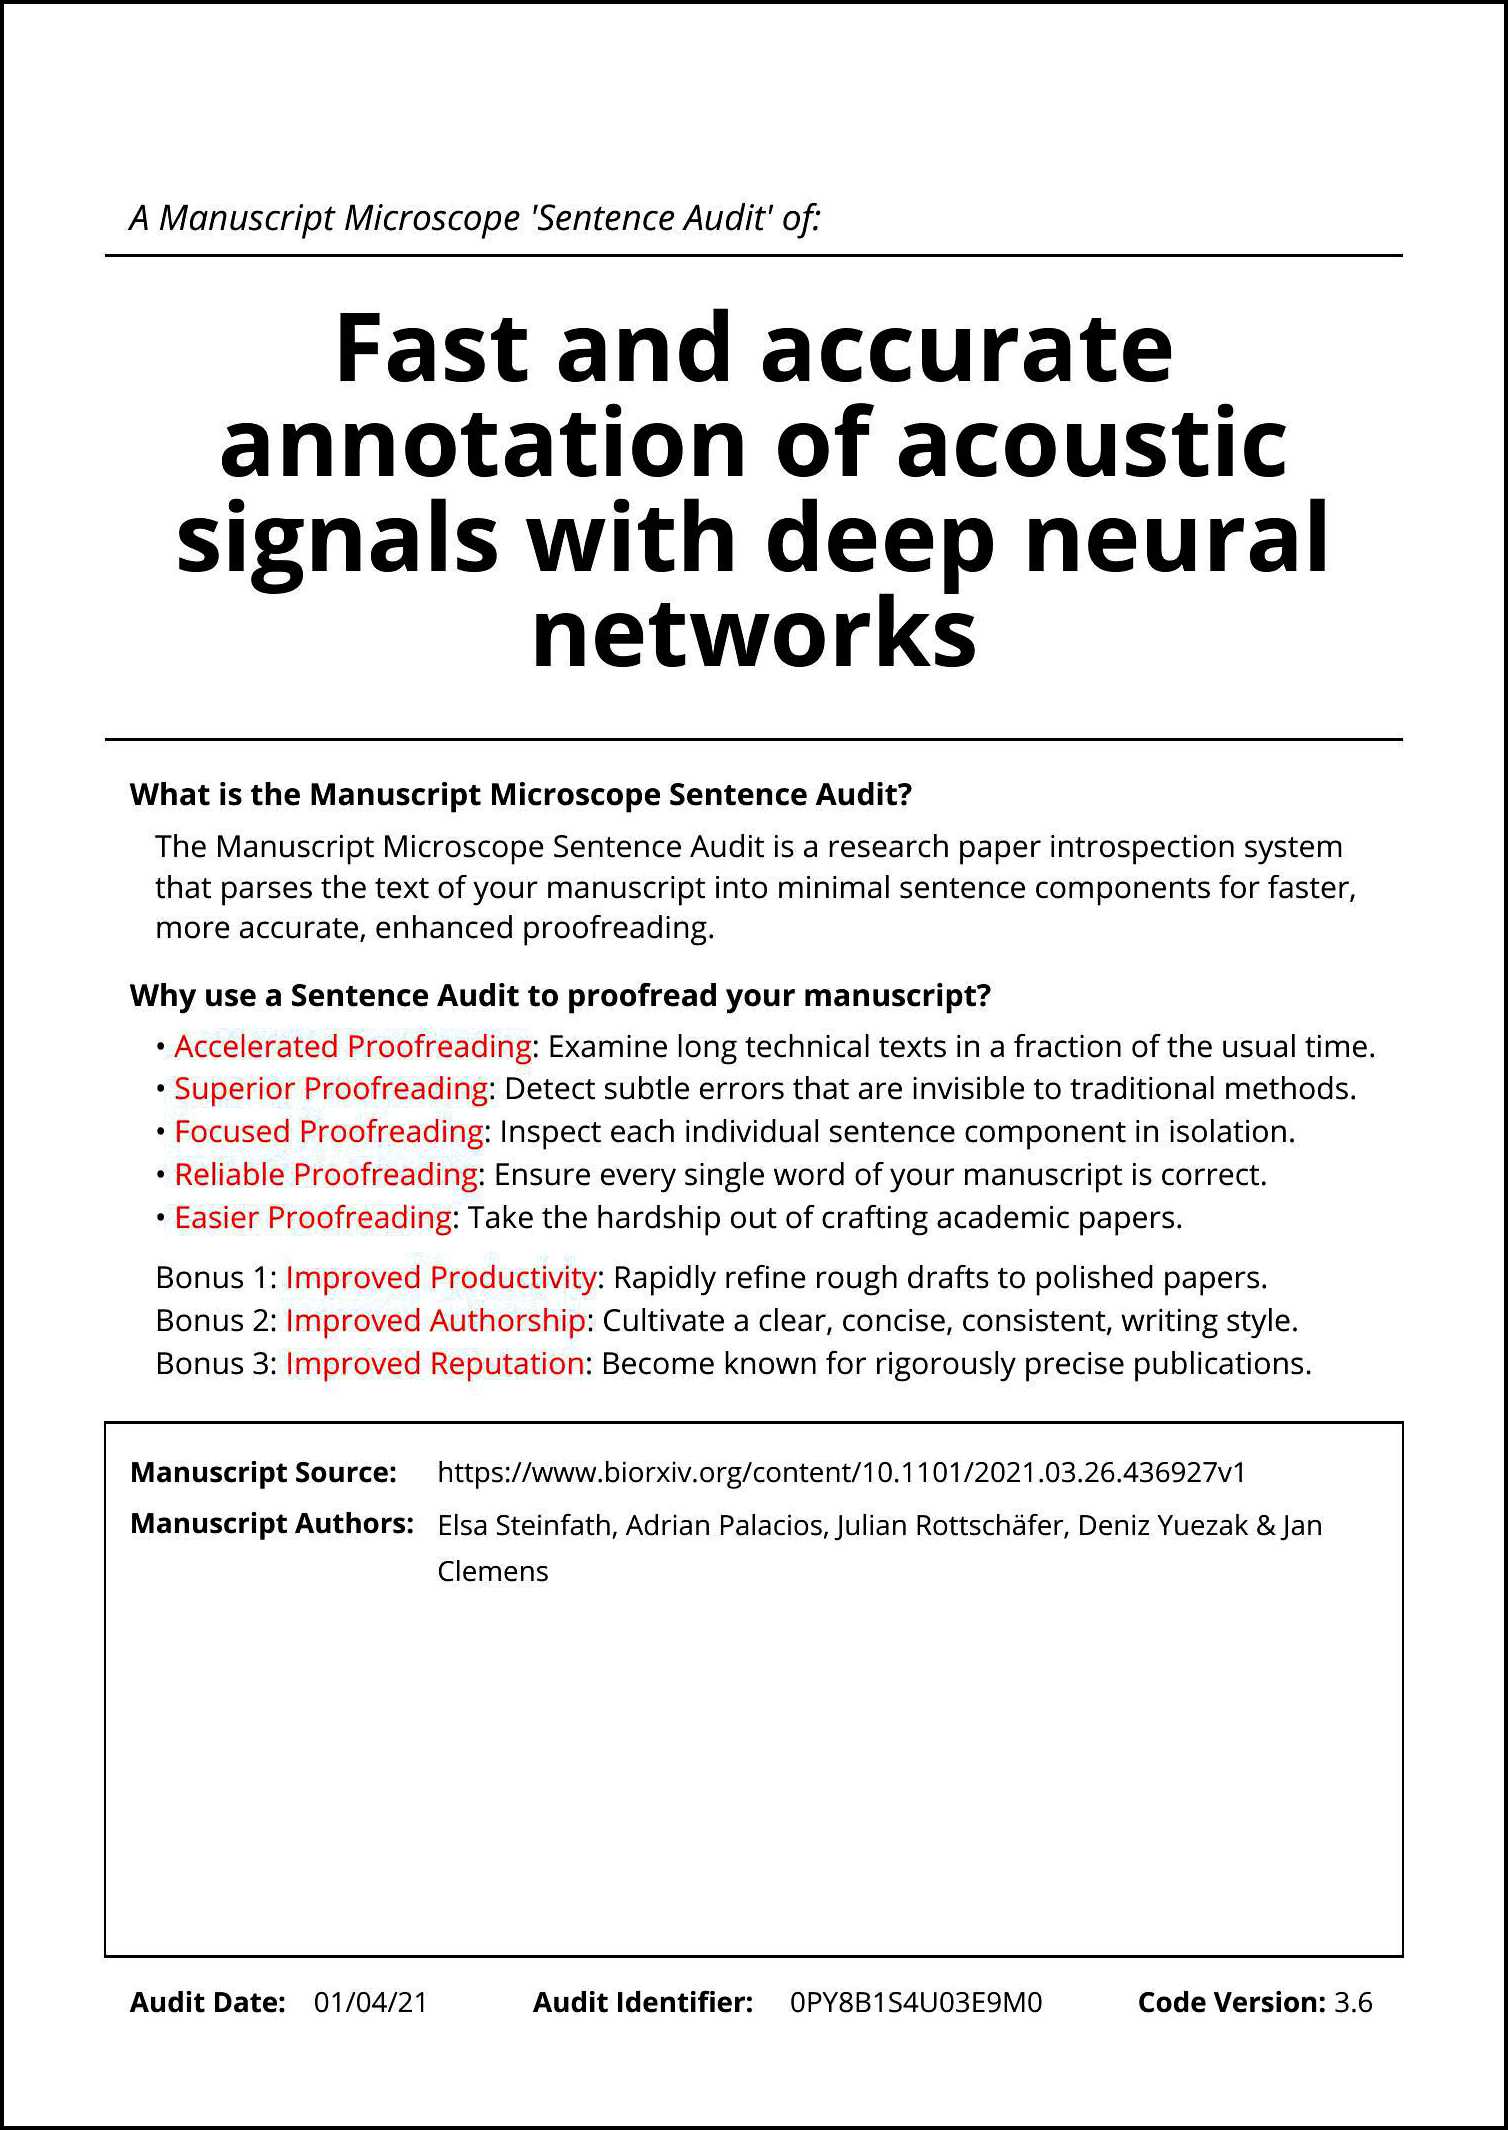 A Manuscript Microscope 'Sentence Audit' of:
Fast and accurate
annotation of acoustic
signals with deep neural
networks
What is the Manuscript Microscope Sentence Audit?
The Manuscript Microscope Sentence Audit is a research paper introspection system
that parses the text of your manuscript into minimal sentence components for faster,
more accurate, enhanced proofreading.
Why use a Sentence Audit to proofread your manuscript?
• Accelerated Proofreading: Examine long technical texts in a fraction of the usual time.
• Superior Proofreading: Detect subtle errors that are invisible to traditional methods.
• Focused Proofreading: Inspect each individual sentence component in isolation.
• Reliable Proofreading: Ensure every single word of your manuscript is correct.
• Easier Proofreading: Take the hardship out of crafting academic papers.
Bonus 1: Improved Productivity: Rapidly refine rough drafts to polished papers.
Bonus 2: Improved Authorship: Cultivate a clear, concise, consistent, writing style.
Bonus 3: Improved Reputation: Become known for rigorously precise publications.
Manuscript Source: https://www.biorxiv.org/content/10.1101/2021.03.26.436927v1
Manuscript Authors: Elsa Steinfath, Adrian Palacios, Julian Rottschäfer, Deniz Yuezak & Jan
Clemens
Audit Date: 01/04/21 Audit Identifier: 0PY8B1S4U03E9M0 Code Version: 3.6